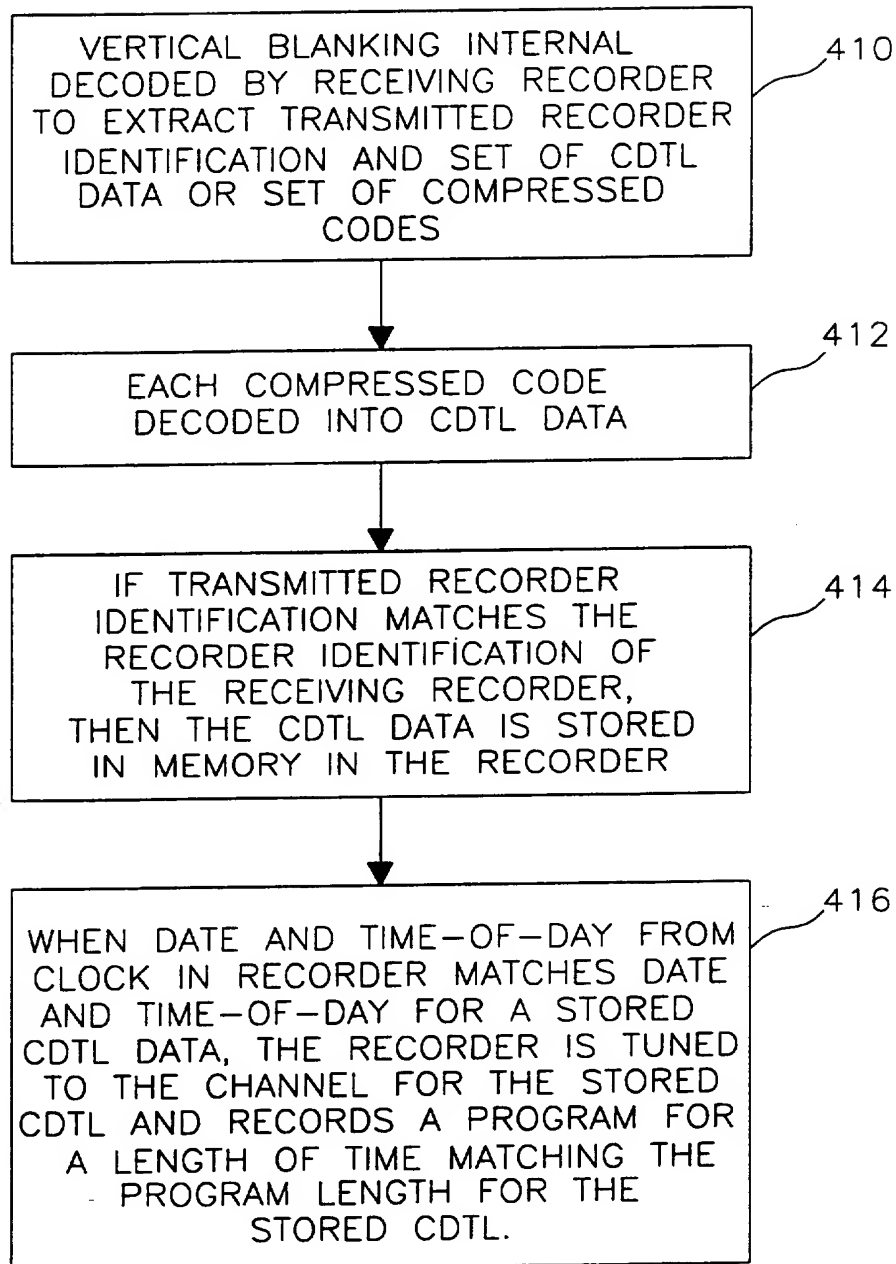 VERTICAL BLANKING INTERNAL
DECODED BY RECEIVING RECORDER
TO EXTRACT TRANSMITTED RECORDER
IDENTIFICATION AND SET OF CDTL
DATA OR SET OF COMPRESSED
CODES
410
EACH COMPRESSED CODE
DECODED INTO CDTL DATA
412
IF TRANSMITTED RECORDER
IDENTIFICATION MATCHES THE
RECORDER IDENTIFICATION OF
THE RECEIVING RECORDER,
THEN THE CDTL DATA IS STORED
IN MEMORY IN THE RECORDER
414
WHEN DATE AND TIME-OF-DAY FROM
CLOCK IN RECORDER MATCHES DATE
AND TIME-OF-DAY FOR A STORED
CDTL DATA, THE RECORDER IS TUNED
TO THE CHANNEL FOR THE STORED
CDTL AND RECORDS A PROGRAM FOR
A LENGTH OF TIME MATCHING THE
PROGRAM LENGTH FOR THE
STORED CDTL.
416